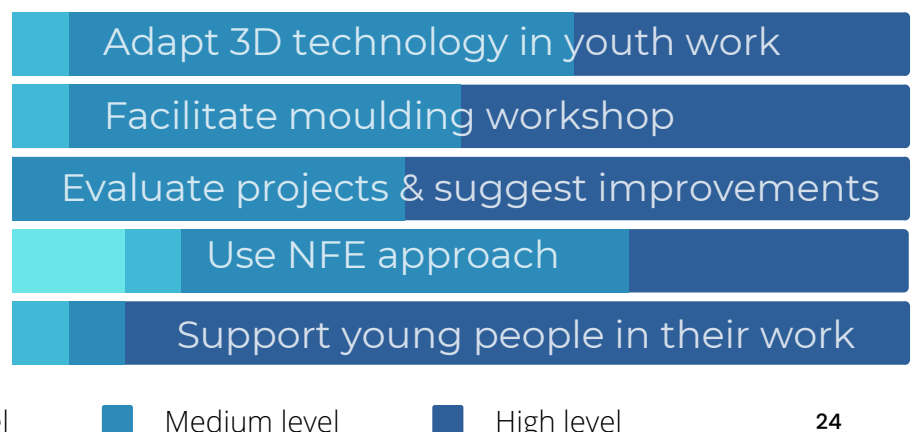 Adapt 3D technology in youth work
Facilitate moulding workshop
Evaluate projects & suggest improvements
Use NFE approach
Support young people in their work
Medium level High level 24